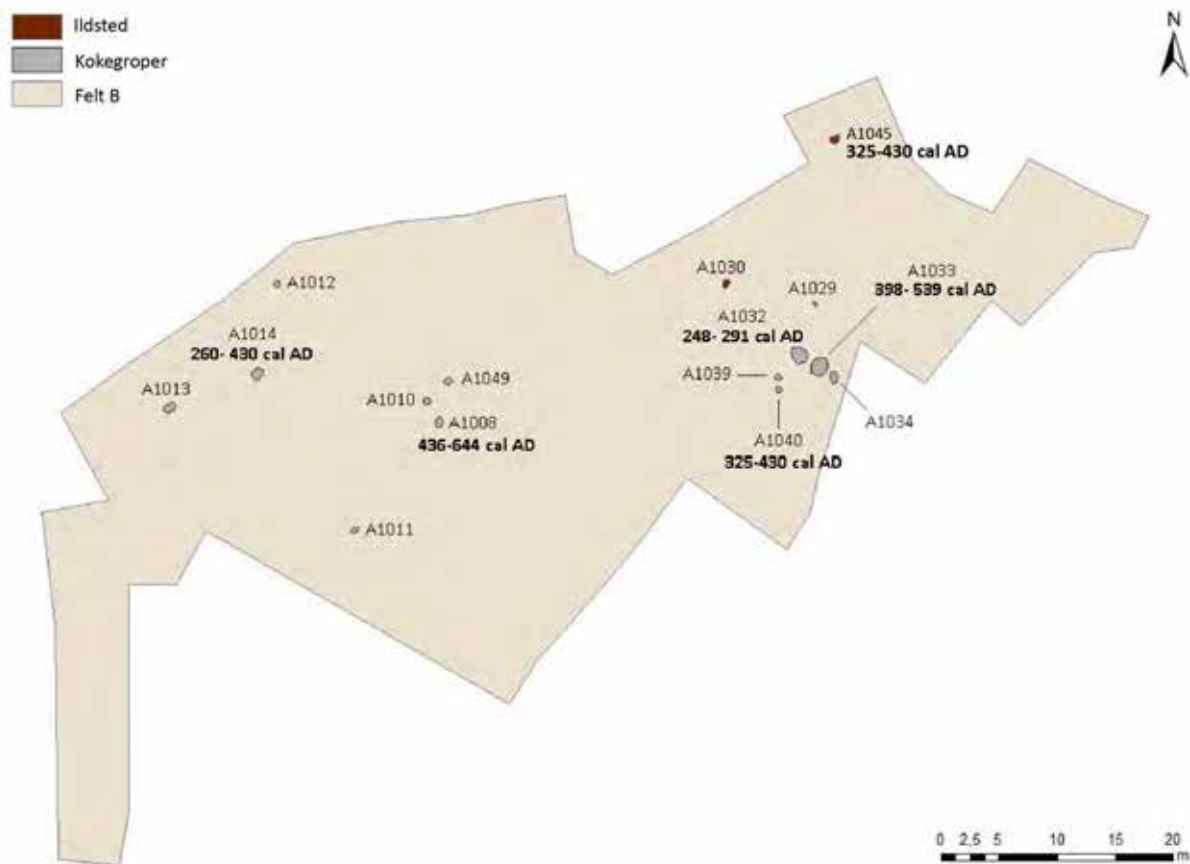 Ildsted
Kokegroper
Felt B
N
A1045
325-430 cal AD
A1030
A1033
398- 539 cal AD
A1029
A1012
A1032
248- 291 cal AD
A1014
260- 430 cal AD
A1039
A1049
A1013
A1010
A1008
436-644 cal AD
A1034
A1040
325-430 cal AD
A1011
0 2,5 5 10 15 20
m